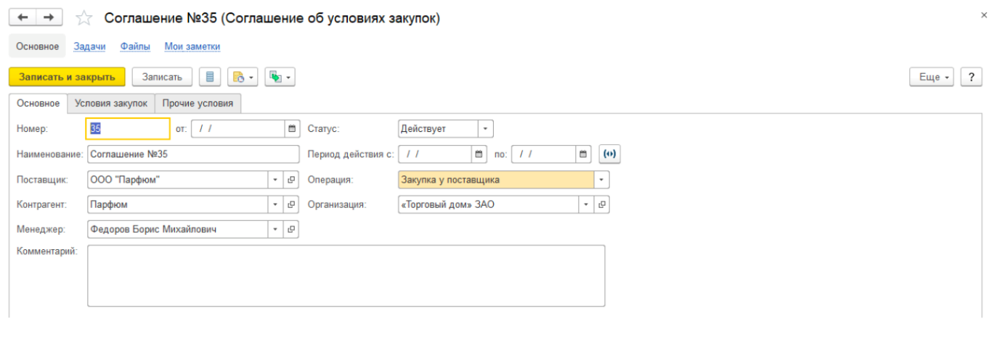 Соглашение №35 (Соглашение об условиях закупок)
Основное Задачи Файлы Мои заметки
Записать и закрыть Записать Еще ?
Основное Условия закупок Прочие условия
Номер: 35 от: / / Статус: Действует
Наименование: Соглашение №35 Период действия с: / / по: / /
Поставщик: ООО "Парфюм" Операция: Закупка у поставщика
Контрагент: Парфюм Организация: «Торговый дом» ЗАО
Менеджер: Федоров Борис Михайлович
Комментарий: